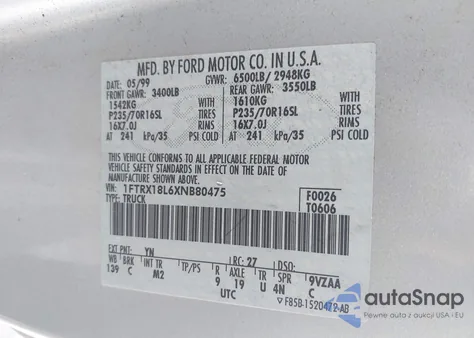 MFD. BY FORD MOTOR CO. IN U.S.A.
DATE: 05/99 GVWR: 6500LB/ 2948KG
FRONT GAWR: 3400LB REAR GAWR: 3550LB
1542KG WITH 1610KG WITH
P235/70R16SL TIRES P235/70R16SL TIRES
16X7.0J RIMS 16X7.0J RIMS
AT 241 kPa/35 PSI COLD AT 241 kPa/35 PSI COLD
THIS VEHICLE CONFORMS TO ALL APPLICABLE FEDERAL MOTOR
VEHICLE SAFETY STANDARDS IN EFFECT ON THE DATE OF
MANUFACTURE SHOWN ABOVE.
VIN: 1FTRX18L6XNB80475 F0026
TYPE: TRUCK T0606
EXT PNT: YN RC: 27 DSO:
WB BRK INT TR TP/PS R AXLE TR SPR 9VZAA
139 C M2 9 19 U 4N C
UTC
F85B-1520472-AB
autaSnap
Pewne auta z aukcji USA i EU